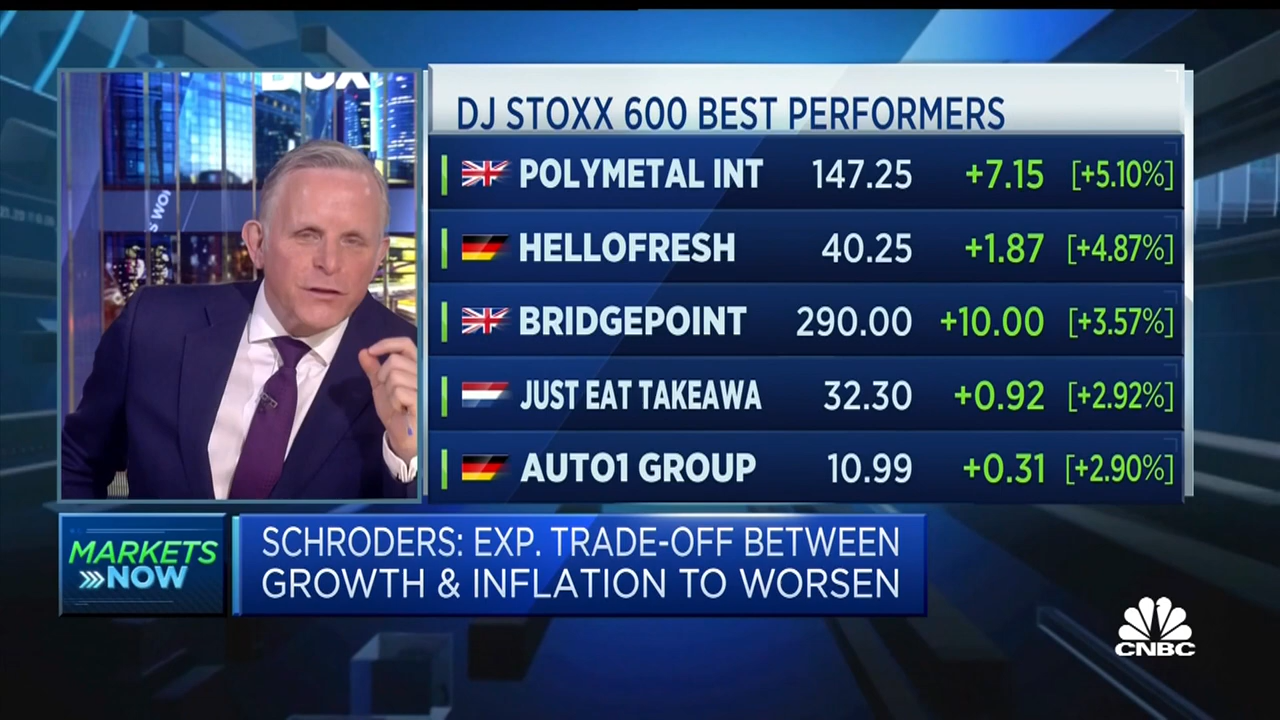 BOX
S WO
DJ STOXX 600 BEST PERFORMERS
POLYMETAL INT 147.25 +7.15 [+5.10%]
HELLOFRESH 40.25 +1.87 [+4.87%]
BRIDGEPOINT 290.00 +10.00 [+3.57%]
JUST EAT TAKEAWA 32.30 +0.92 [+2.92%]
AUTO1 GROUP 10.99 +0.31 [+2.90%]
MARKETS
NOW
SCHRODERS: EXP. TRADE-OFF BETWEEN
GROWTH & INFLATION TO WORSEN
CNBC